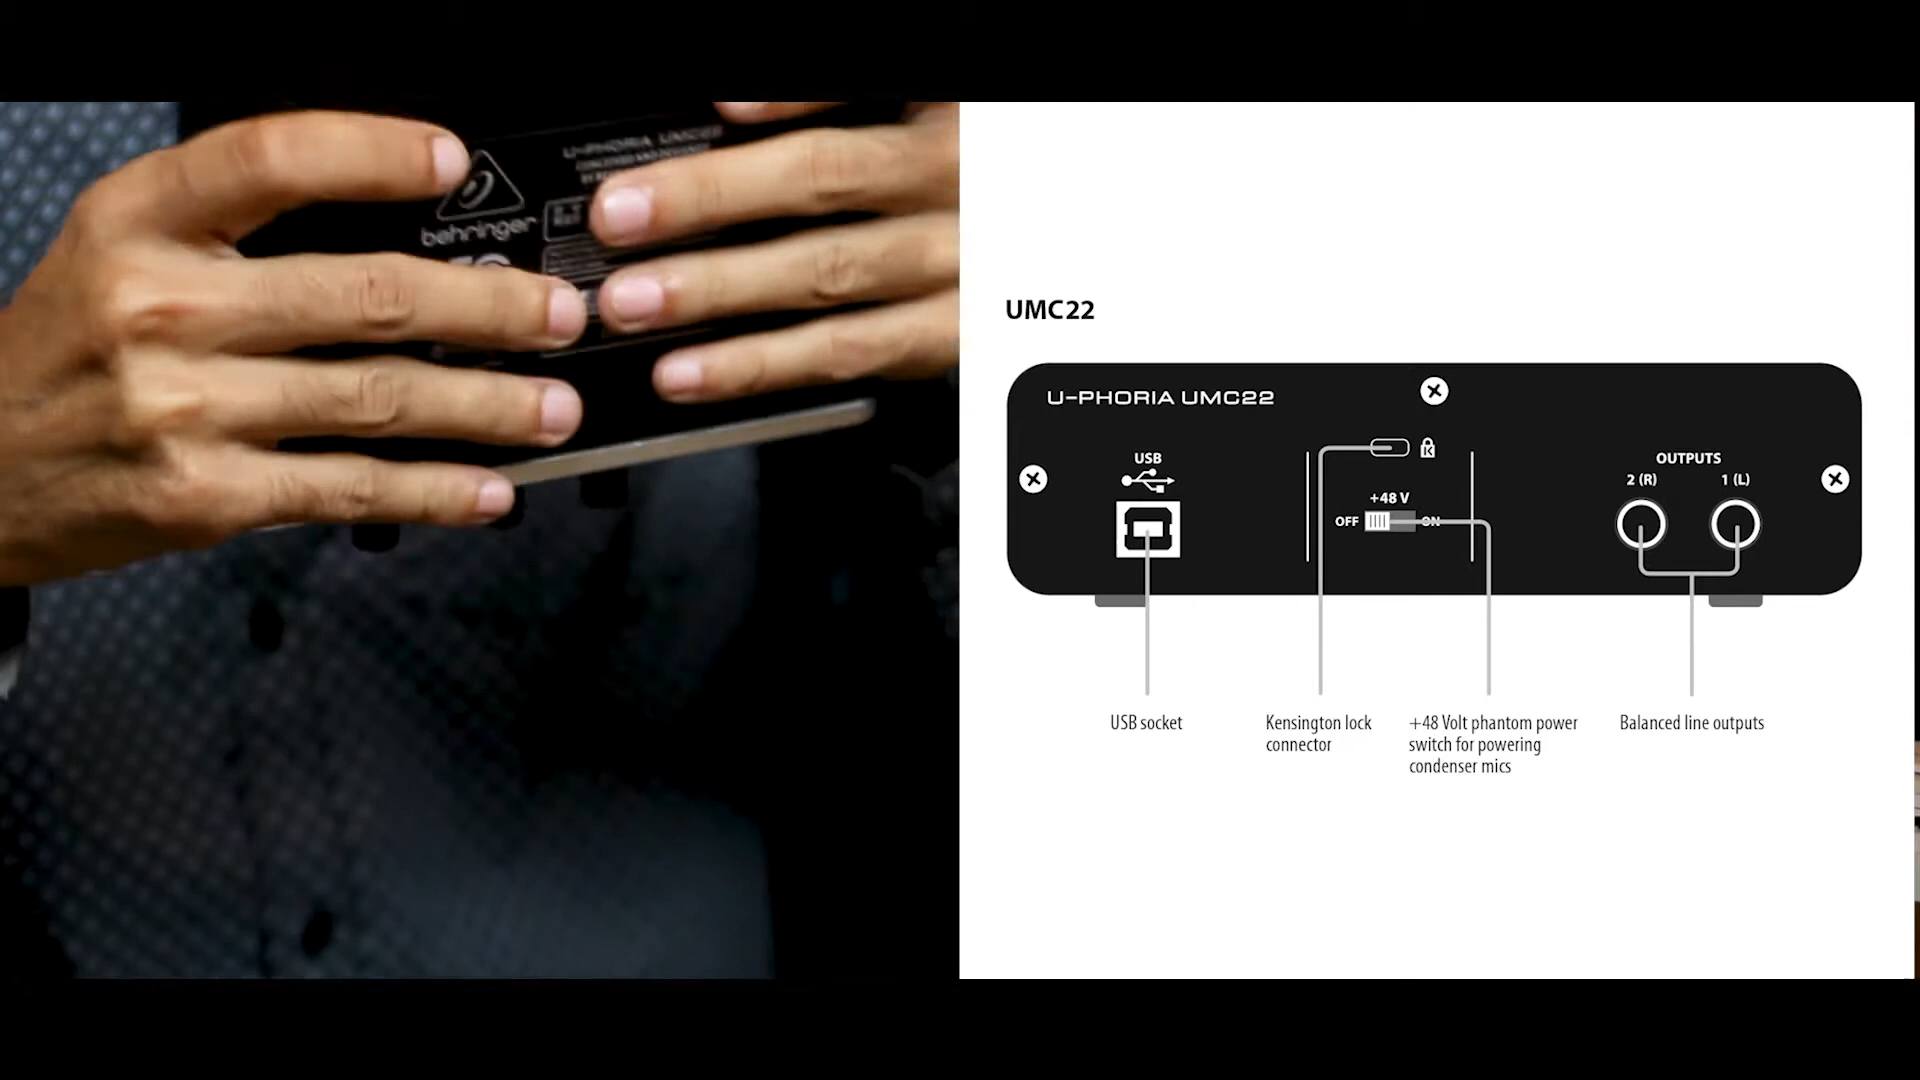 U-PHORIA UMC22
behringer
UMC22
U-PHORIA UMC22
USB
+48 V
OFF
ON
OUTPUTS
2 (R)
1 (L)
USB socket
Kensington lock
connector
+48 Volt phantom power
switch for powering
condenser mics
Balanced line outputs